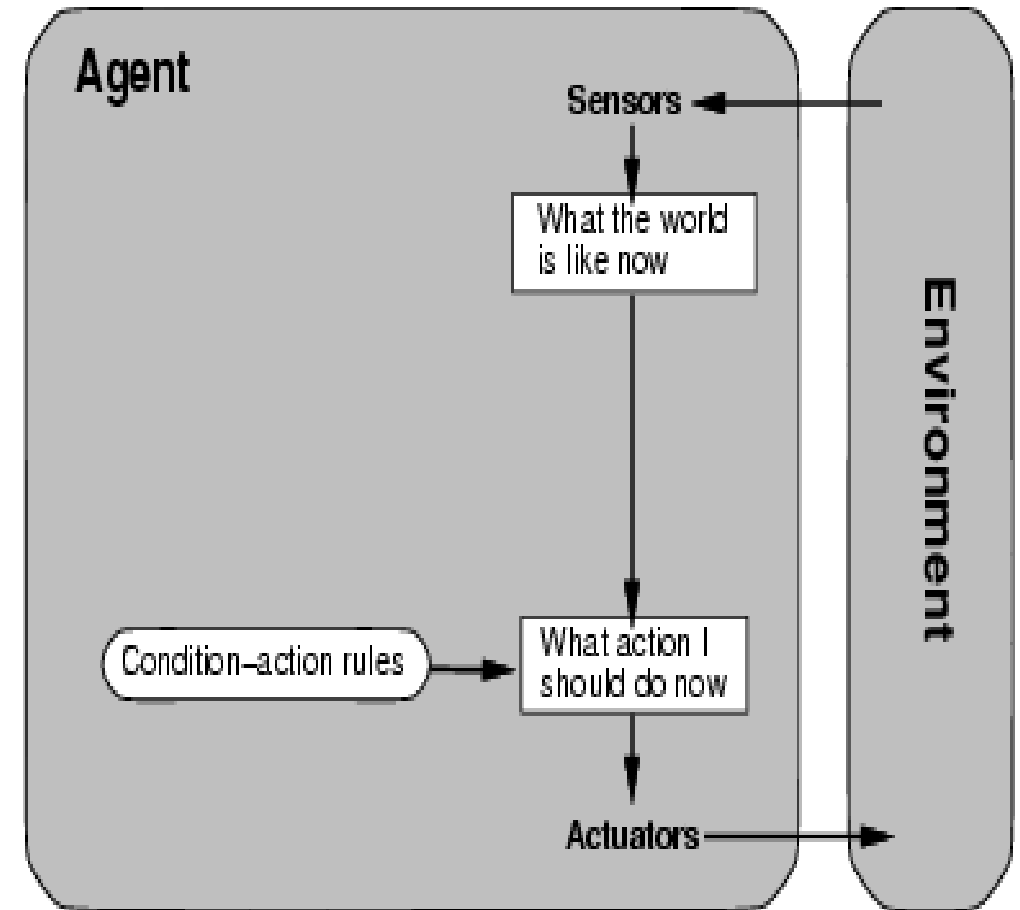 Agent
Sensors
What the world
is like now
Environment
Condition–action rules
What action I
should do now
Actuators